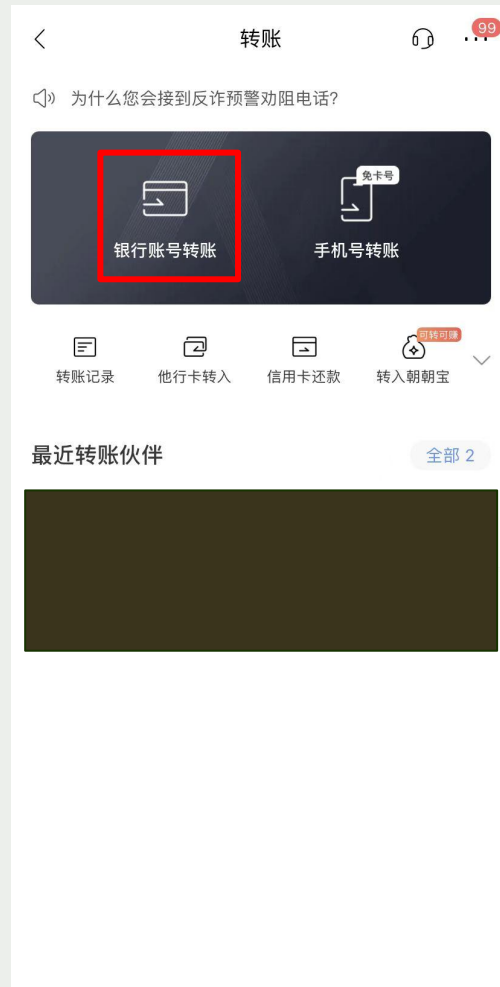 转账
99
为什么您会接到反诈预警劝阻电话?
免卡号
银行账号转账
手机号转账
可转可赚
转账记录
他行卡转入
信用卡还款
转入朝朝宝
最近转账伙伴
全部 2